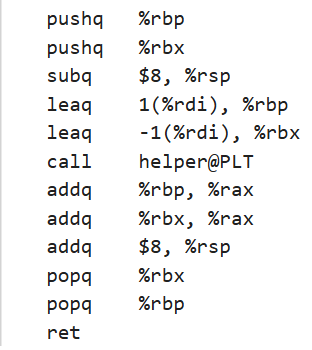 pushq %rbp
pushq %rbx
subq $8, %rsp
leaq 1(%rdi), %rbp
leaq -1(%rdi), %rbx
call helper@PLT
addq %rbp, %rax
addq %rbx, %rax
addq $8, %rsp
popq %rbx
popq %rbp
ret